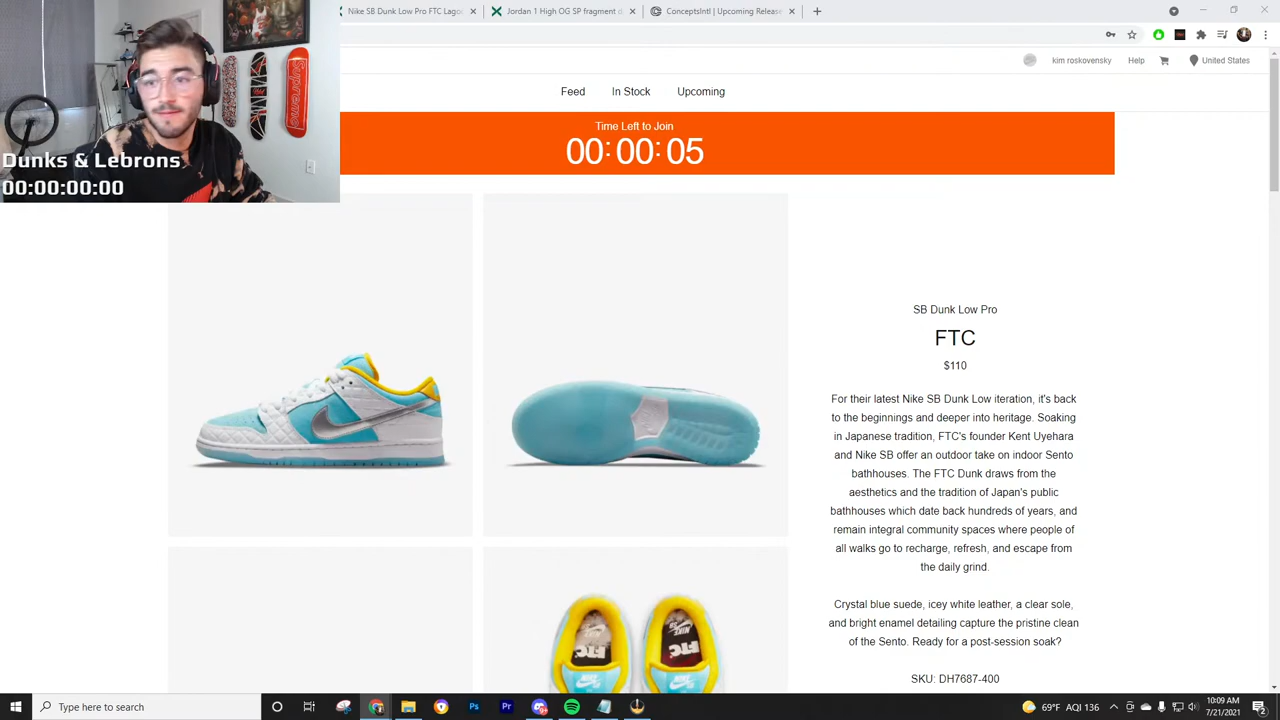 Nike SB Dunk Low Pro FTC Lago
Jordan 1 High OG SP fragment d
ConceptsIntl | Upcoming Release
kim roskovensky
Help
United States
Feed
In Stock
Upcoming
Time Left to Join
00:00:05
Supreme
Dunks & Lebrons
00:00:00:00
SB Dunk Low Pro
FTC
$110
For their latest Nike SB Dunk Low iteration, it's back
to the beginnings and deeper into heritage. Soaking
in Japanese tradition, FTC's founder Kent Uyehara
and Nike SB offer an outdoor take on indoor Sento
bathhouses. The FTC Dunk draws from the
aesthetics and the tradition of Japan's public
bathhouses which date back hundreds of years, and
remain integral community spaces where people of
all walks go to recharge, refresh, and escape from
the daily grind.
Crystal blue suede, icey white leather, a clear sole,
and bright enamel detailing capture the pristine clean
of the Sento. Ready for a post-session soak?
SKU: DH7687-400
FTC
FTC
Type here to search
69°F AQI 136
10:09 AM
7/21/2021
2